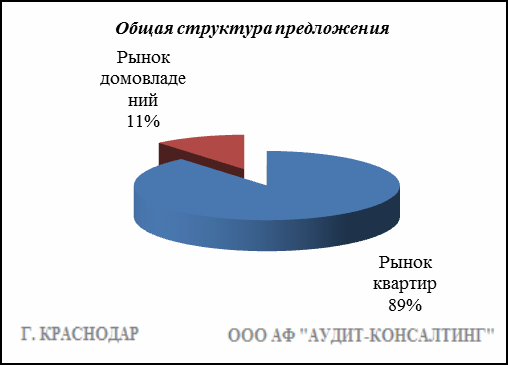 Общая структура предложения
Рынок
домовладе
ний
11%
Рынок
квартир
89%
Г. КРАСНОДАР
ООО АФ "АУДИТ-КОНСАЛТИНГ"